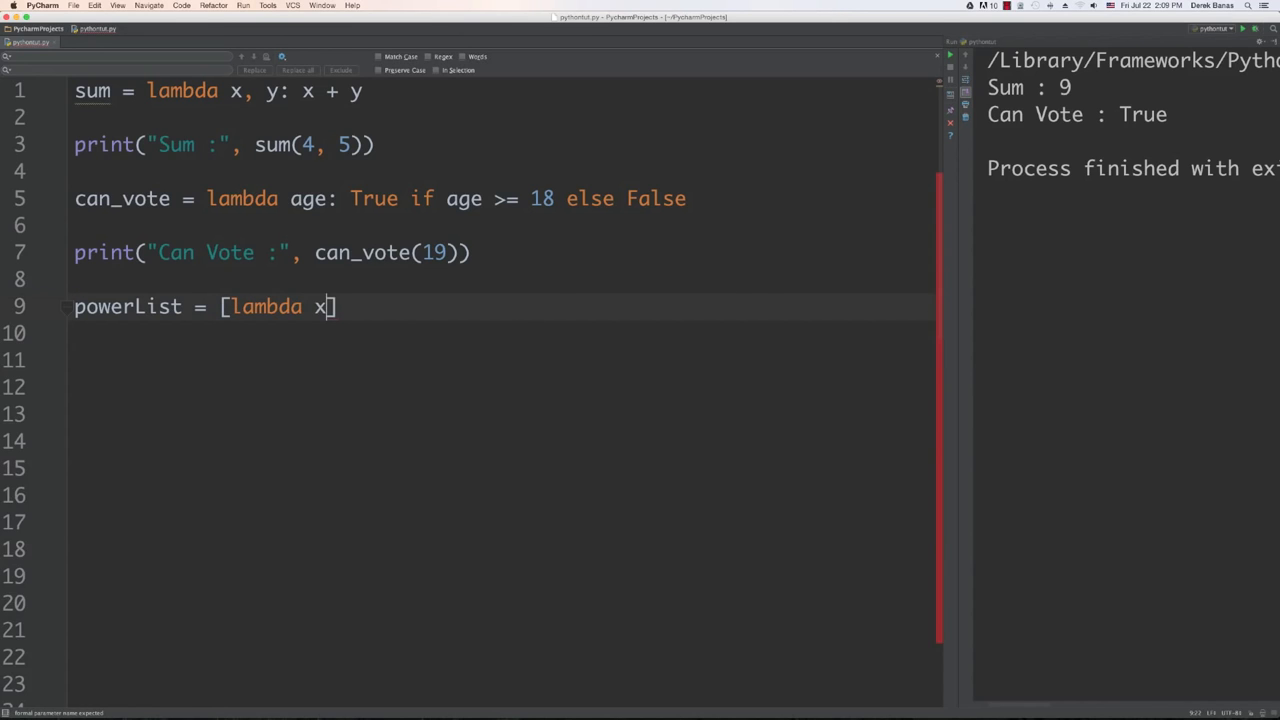 PyCharm File Edit View Navigate Code Refactor Run Tools VCS Window Help
10 Fri Jul 22 2:09 PM Derek Banas
pythontut.py - PycharmProjects - [~/PycharmProjects]
PycharmProjects pythontut.py pythontut
pythontut.py
Run pythontut
Match Case Regex Words
Replace Replace all Exclude Preserve Case In Selection
1 sum = lambda x, y: x + y
2
3 print("Sum :", sum(4, 5))
4
5 can_vote = lambda age: True if age >= 18 else False
6
7 print("Can Vote :", can_vote(19))
8
9 powerList = [lambda x]
10
11
12
13
14
15
16
17
18
19
20
21
22
23
/Library/Frameworks/Pytho
Sum : 9
Can Vote : True
Process finished with exi
formal parameter name expected
9:22 LF÷ UTF-8÷